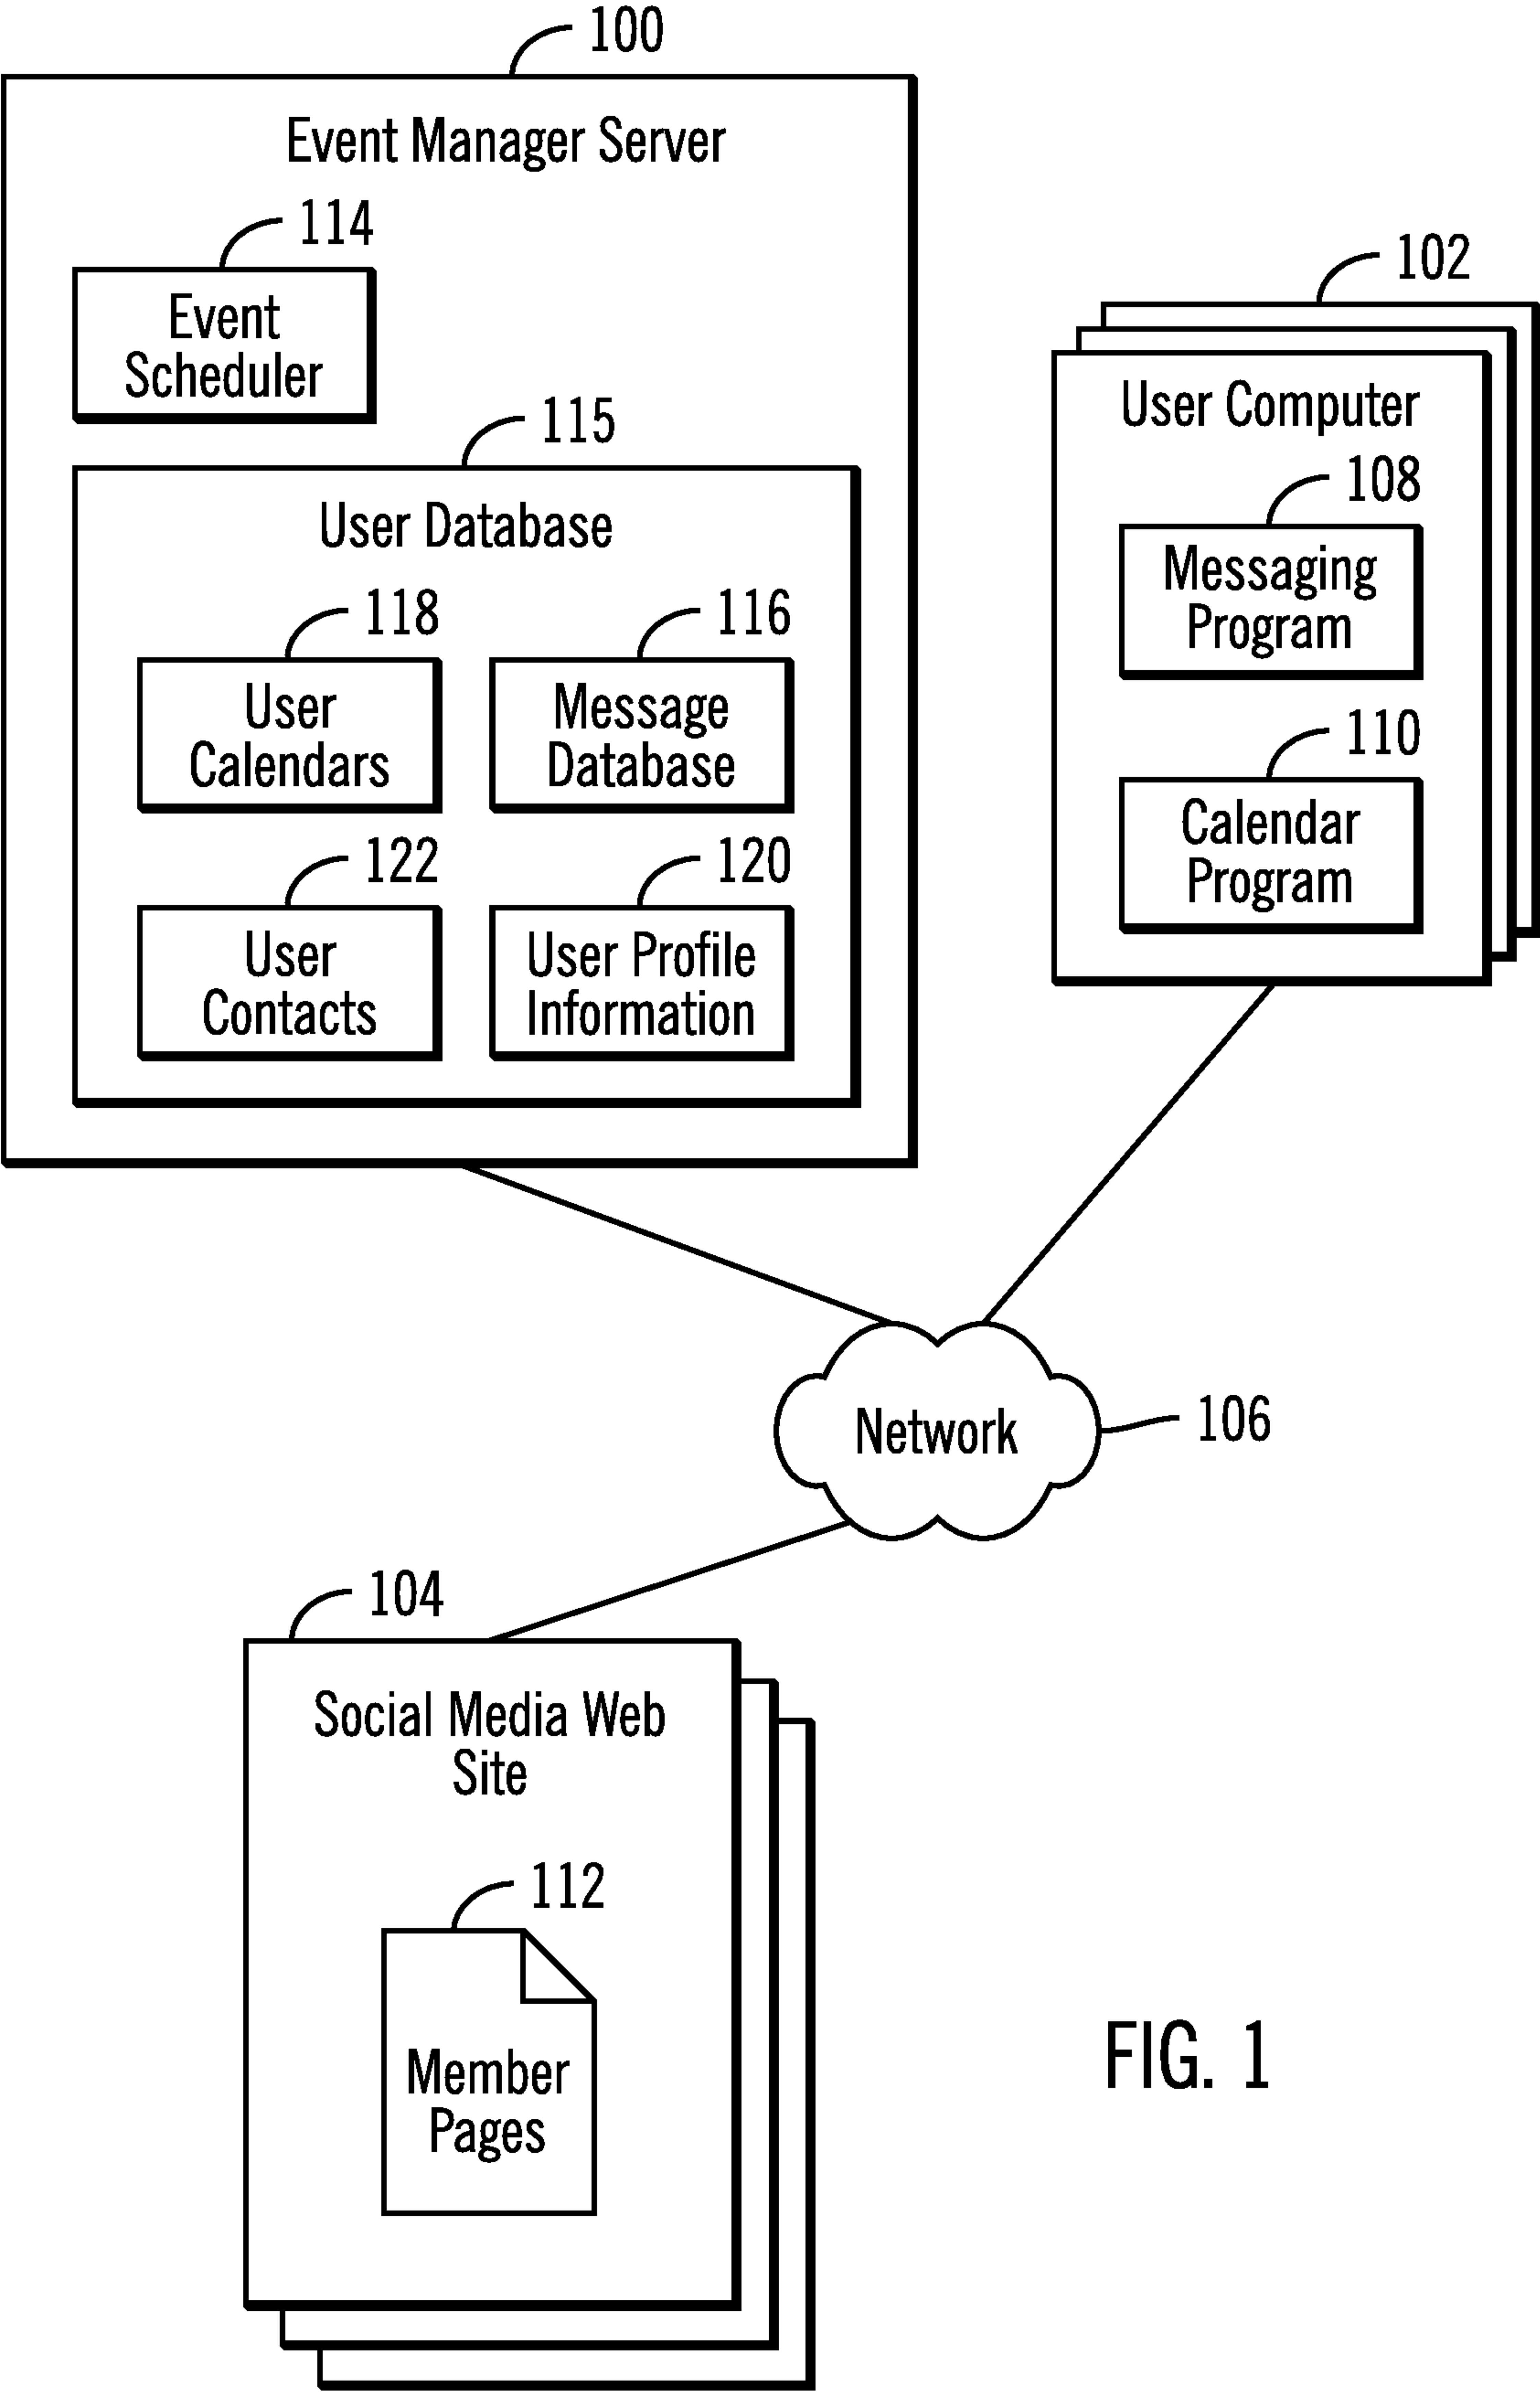 100
Event Manager Server
114
Event
Scheduler
115
User Database
118
User
Calendars
116
Message
Database
122
User
Contacts
120
User Profile
Information
102
User Computer
108
Messaging
Program
110
Calendar
Program
Network
106
104
Social Media Web
Site
112
Member
Pages
FIG. 1